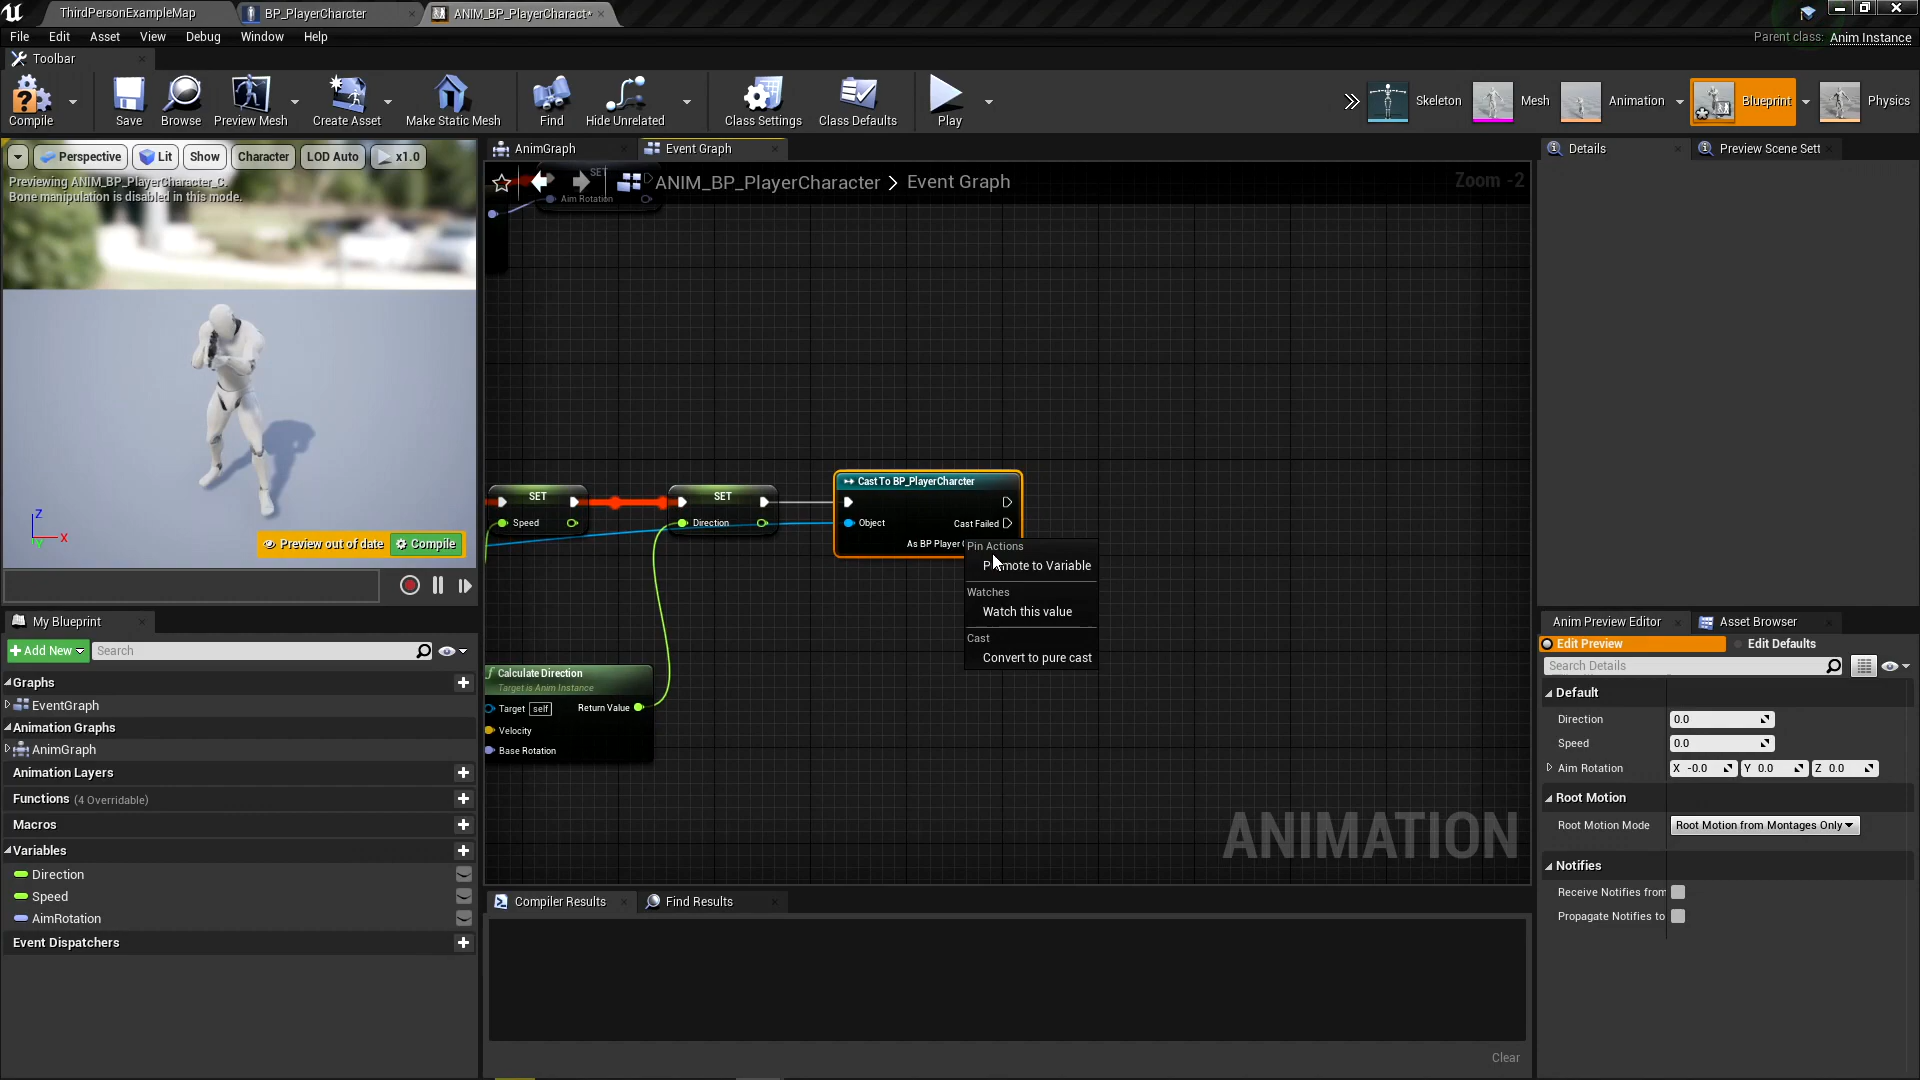 ThirdPersonExampleMap
BP_PlayerCharcter
ANIM_BP_PlayerCharact*
File Edit Asset View Debug Window Help
Parent class: Anim Instance
Toolbar
Compile
Save
Browse
Preview Mesh
Create Asset
Make Static Mesh
Find
Hide Unrelated
Class Settings
Class Defaults
Play
Skeleton
Mesh
Animation
Blueprint
Physics
Perspective
Lit
Show
Character
LOD Auto
x1.0
Previewing ANIM_BP_PlayerCharacter_C.
Bone manipulation is disabled in this mode.
Z
X
Y
Preview out of date
Compile
AnimGraph
Event Graph
ANIM_BP_PlayerCharacter > Event Graph
Zoom -2
SET
Aim Rotation
SET
Speed
SET
Direction
Cast To BP_PlayerCharcter
Object
Cast Failed
As BP Player
Pin Actions
Promote to Variable
Watches
Watch this value
Cast
Convert to pure cast
Calculate Direction
Target is Anim Instance
Target self
Return Value
Velocity
Base Rotation
ANIMATION
My Blueprint
Add New
Search
Graphs
EventGraph
Animation Graphs
AnimGraph
Animation Layers
Functions (4 Overridable)
Macros
Variables
Direction
Speed
AimRotation
Event Dispatchers
Compiler Results
Find Results
Clear
Details
Preview Scene Sett
Anim Preview Editor
Asset Browser
Edit Preview
Edit Defaults
Search Details
Default
Direction 0.0
Speed 0.0
Aim Rotation X -0.0 Y 0.0 Z 0.0
Root Motion
Root Motion Mode Root Motion from Montages Only
Notifies
Receive Notifies from
Propagate Notifies to